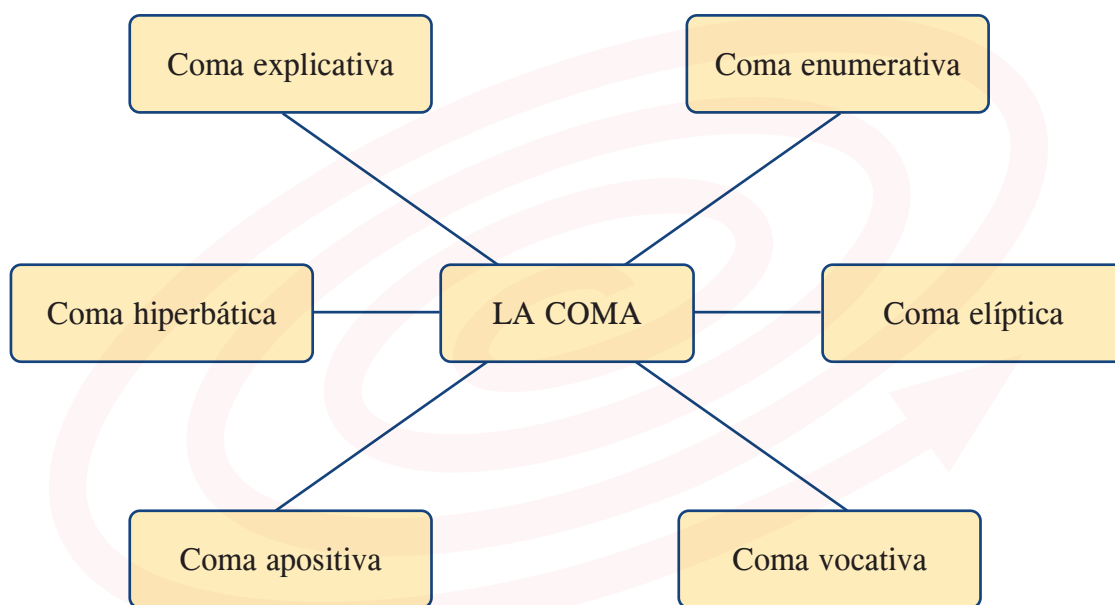 Coma explicativa
Coma enumerativa
Coma hiperbática
LA COMA
Coma elíptica
Coma apositiva
Coma vocativa